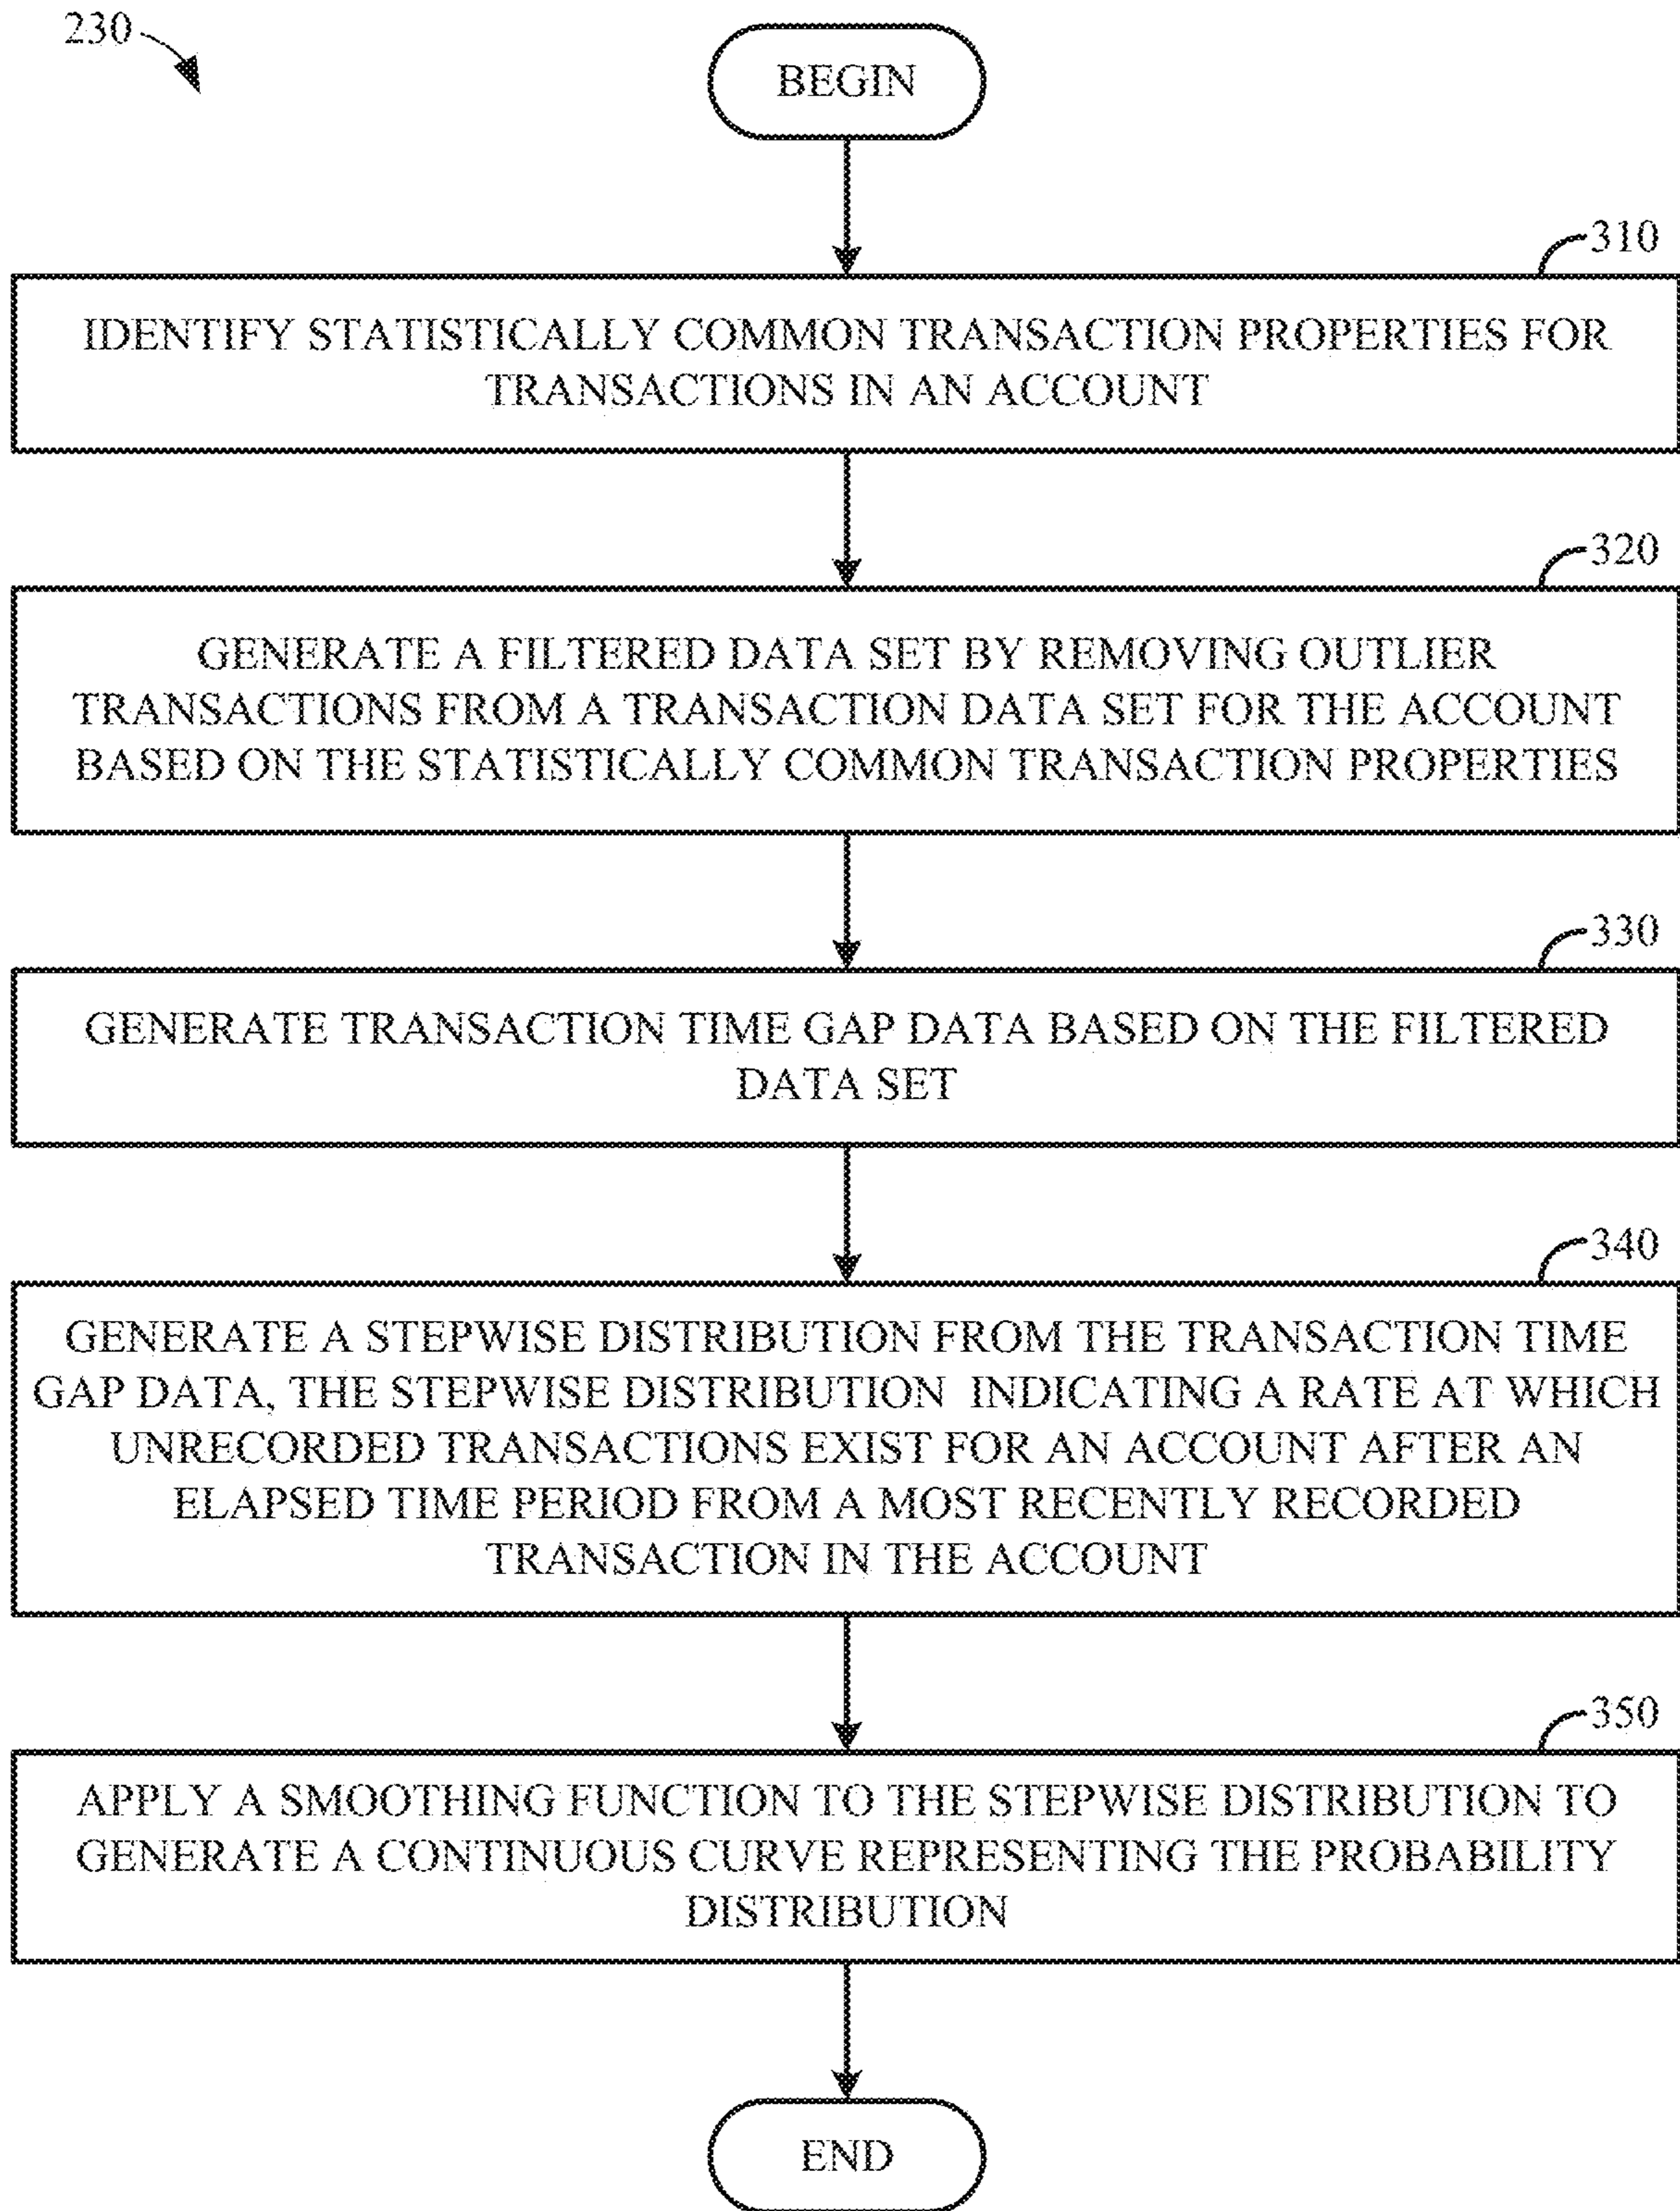 230
BEGIN
310
IDENTIFY STATISTICALLY COMMON TRANSACTION PROPERTIES FOR
TRANSACTIONS IN AN ACCOUNT
320
GENERATE A FILTERED DATA SET BY REMOVING OUTLIER
TRANSACTIONS FROM A TRANSACTION DATA SET FOR THE ACCOUNT
BASED ON THE STATISTICALLY COMMON TRANSACTION PROPERTIES
330
GENERATE TRANSACTION TIME GAP DATA BASED ON THE FILTERED
DATA SET
340
GENERATE A STEPWISE DISTRIBUTION FROM THE TRANSACTION TIME
GAP DATA, THE STEPWISE DISTRIBUTION INDICATING A RATE AT WHICH
UNRECORDED TRANSACTIONS EXIST FOR AN ACCOUNT AFTER AN
ELAPSED TIME PERIOD FROM A MOST RECENTLY RECORDED
TRANSACTION IN THE ACCOUNT
350
APPLY A SMOOTHING FUNCTION TO THE STEPWISE DISTRIBUTION TO
GENERATE A CONTINUOUS CURVE REPRESENTING THE PROBABILITY
DISTRIBUTION
END